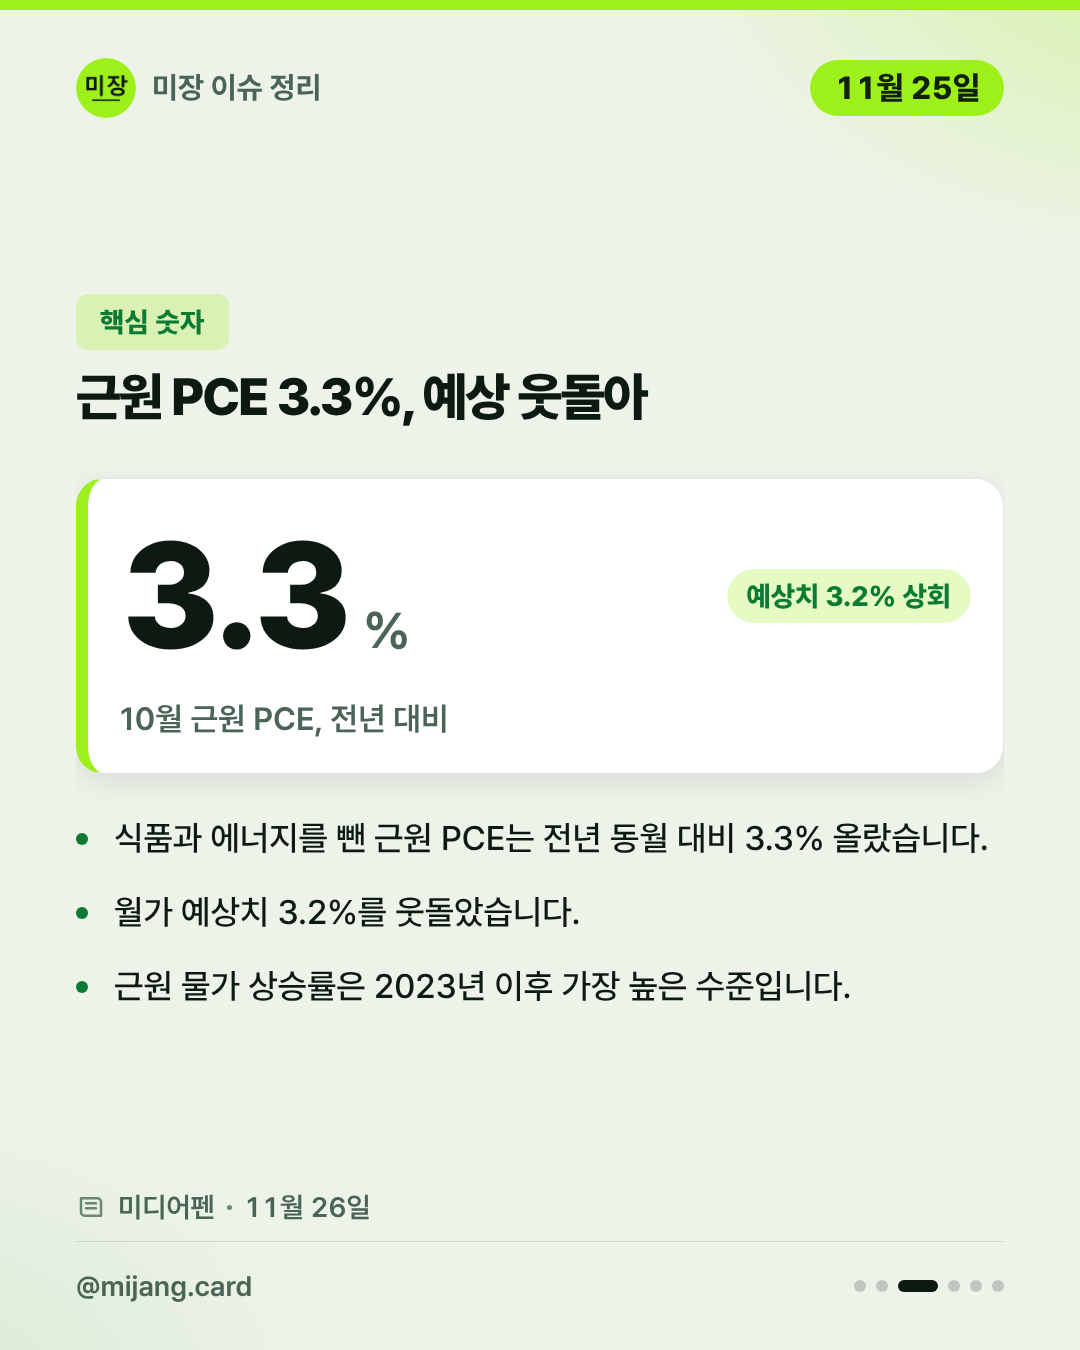 미장
미장 이슈 정리
11월 25일
핵심 숫자
근원 PCE 3.3%, 예상 웃돌아
3.3 %
예상치 3.2% 상회
10월 근원 PCE, 전년 대비
식품과 에너지를 뺀 근원 PCE는 전년 동월 대비 3.3% 올랐습니다.
월가 예상치 3.2%를 웃돌았습니다.
근원 물가 상승률은 2023년 이후 가장 높은 수준입니다.
미디어펜 · 11월 26일
@mijang.card